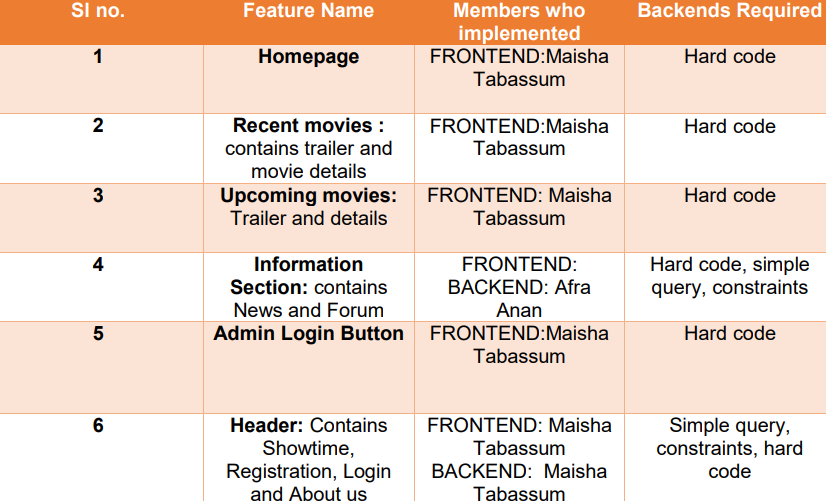 Sl no. Feature Name Members who implemented Backends Required
1 Homepage FRONTEND:Maisha Tabassum Hard code
2 Recent movies : contains trailer and movie details FRONTEND:Maisha Tabassum Hard code
3 Upcoming movies: Trailer and details FRONTEND: Maisha Tabassum Hard code
4 Information Section: contains News and Forum FRONTEND: BACKEND: Afra Anan Hard code, simple query, constraints
5 Admin Login Button FRONTEND:Maisha Tabassum Hard code
6 Header: Contains Showtime, Registration, Login and About us FRONTEND: Maisha Tabassum BACKEND: Maisha Tabassum Simple query, constraints, hard code